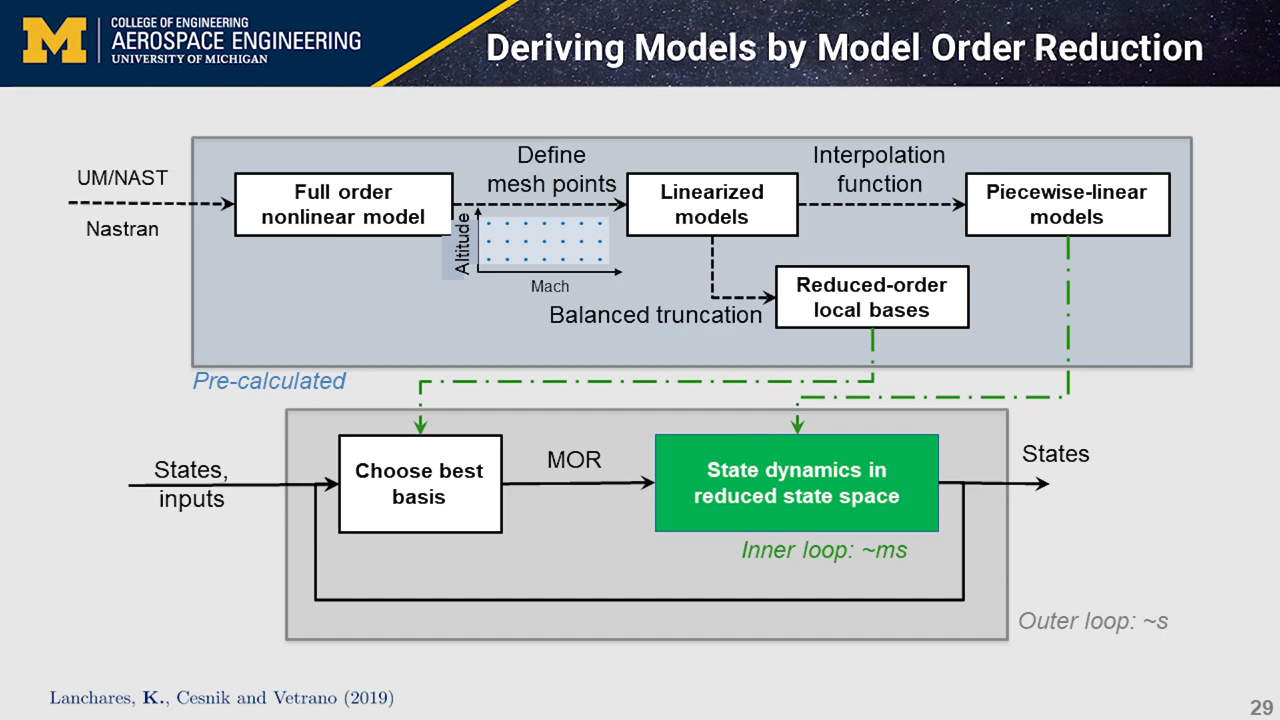 M
COLLEGE OF ENGINEERING
AEROSPACE ENGINEERING
UNIVERSITY OF MICHIGAN
Deriving Models by Model Order Reduction
UM/NAST
Nastran
Full order
nonlinear model
Define
mesh points
Altitude
Mach
Linearized
models
Interpolation
function
Piecewise-linear
models
Balanced truncation
Reduced-order
local bases
Pre-calculated
States,
inputs
Choose best
basis
MOR
State dynamics in
reduced state space
Inner loop: ~ms
States
Outer loop: ~s
Lanchares, K., Cesnik and Vetrano (2019)
29